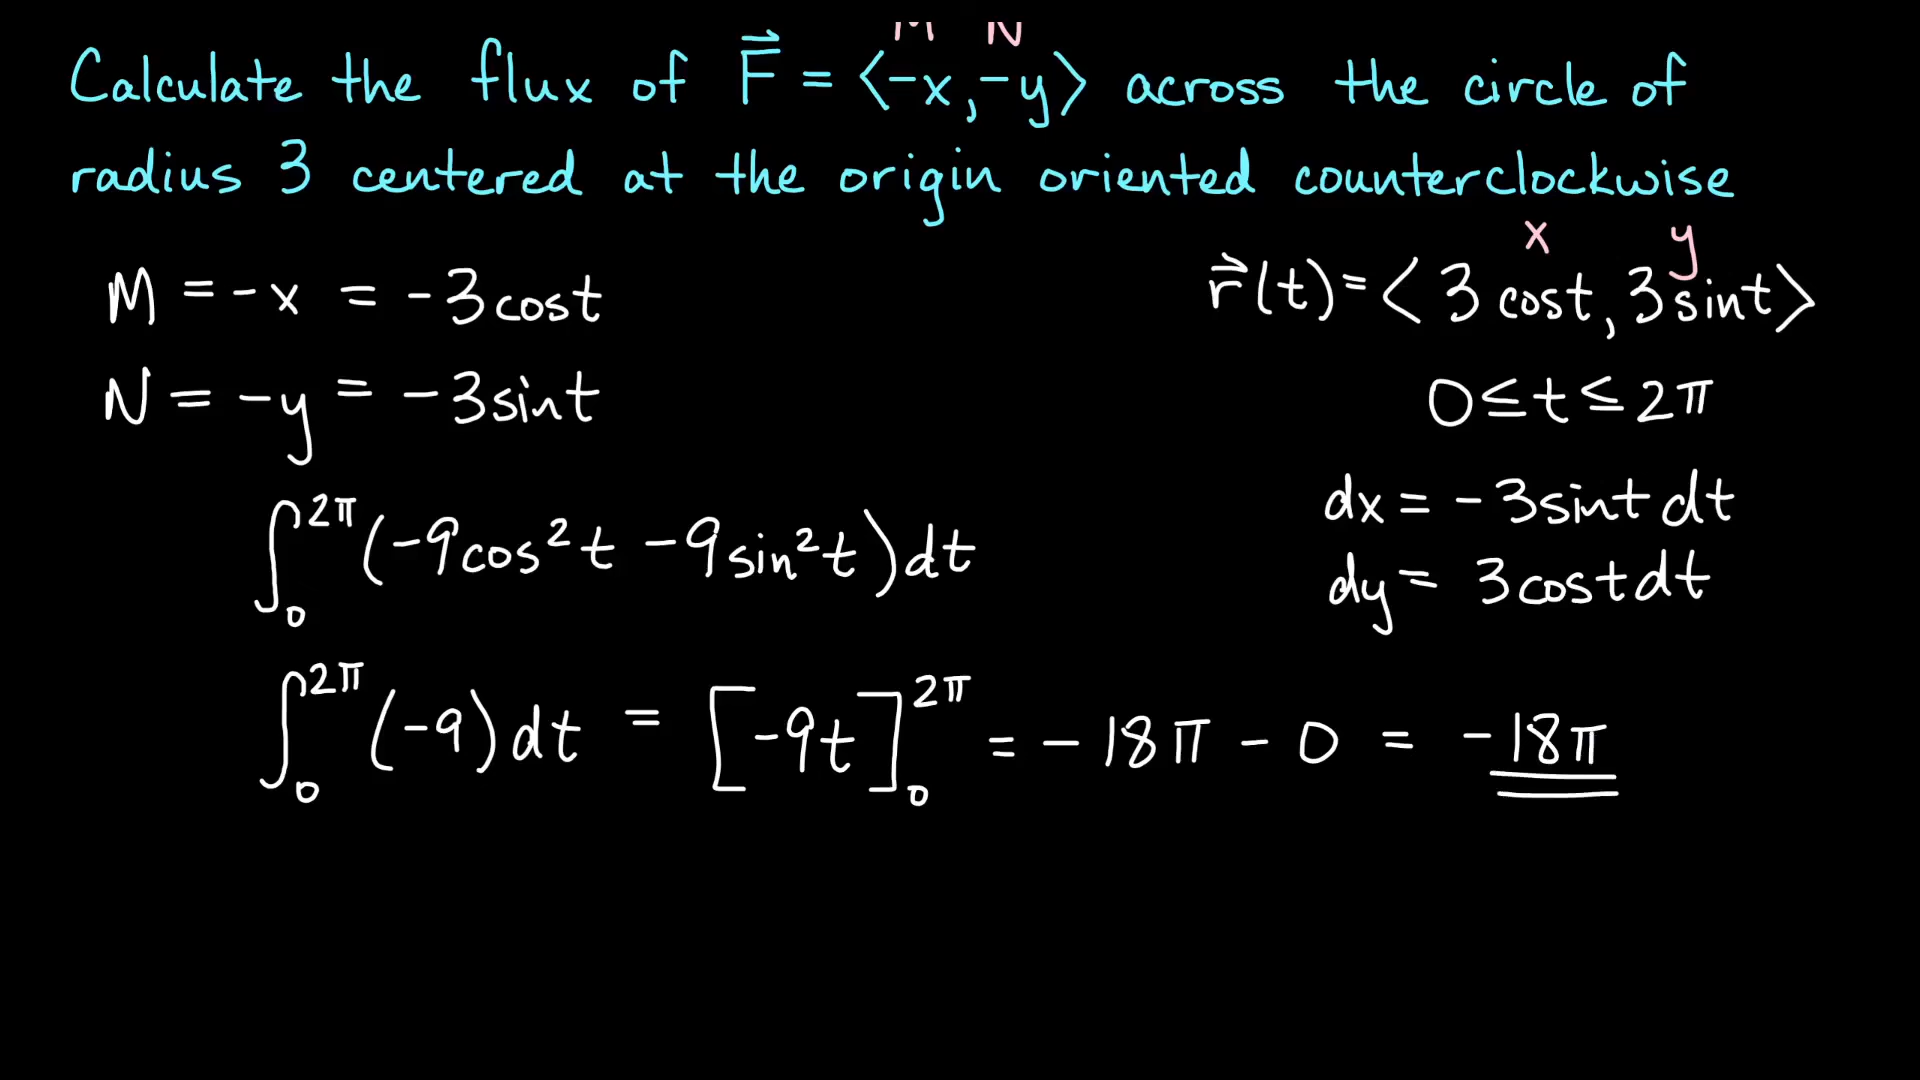 M N
Calculate the flux of F⃗ = ⟨-x, -y⟩ across the circle of
radius 3 centered at the origin oriented counterclockwise
x y
M = -x = -3cost
r⃗(t) = ⟨3cost, 3sint⟩
N = -y = -3sint
0 ≤ t ≤ 2π
dx = -3sint dt
∫₀^2π (-9cos²t - 9sin²t) dt
dy = 3cost dt
∫₀^2π (-9) dt = [-9t]₀^2π = -18π - 0 = -18π